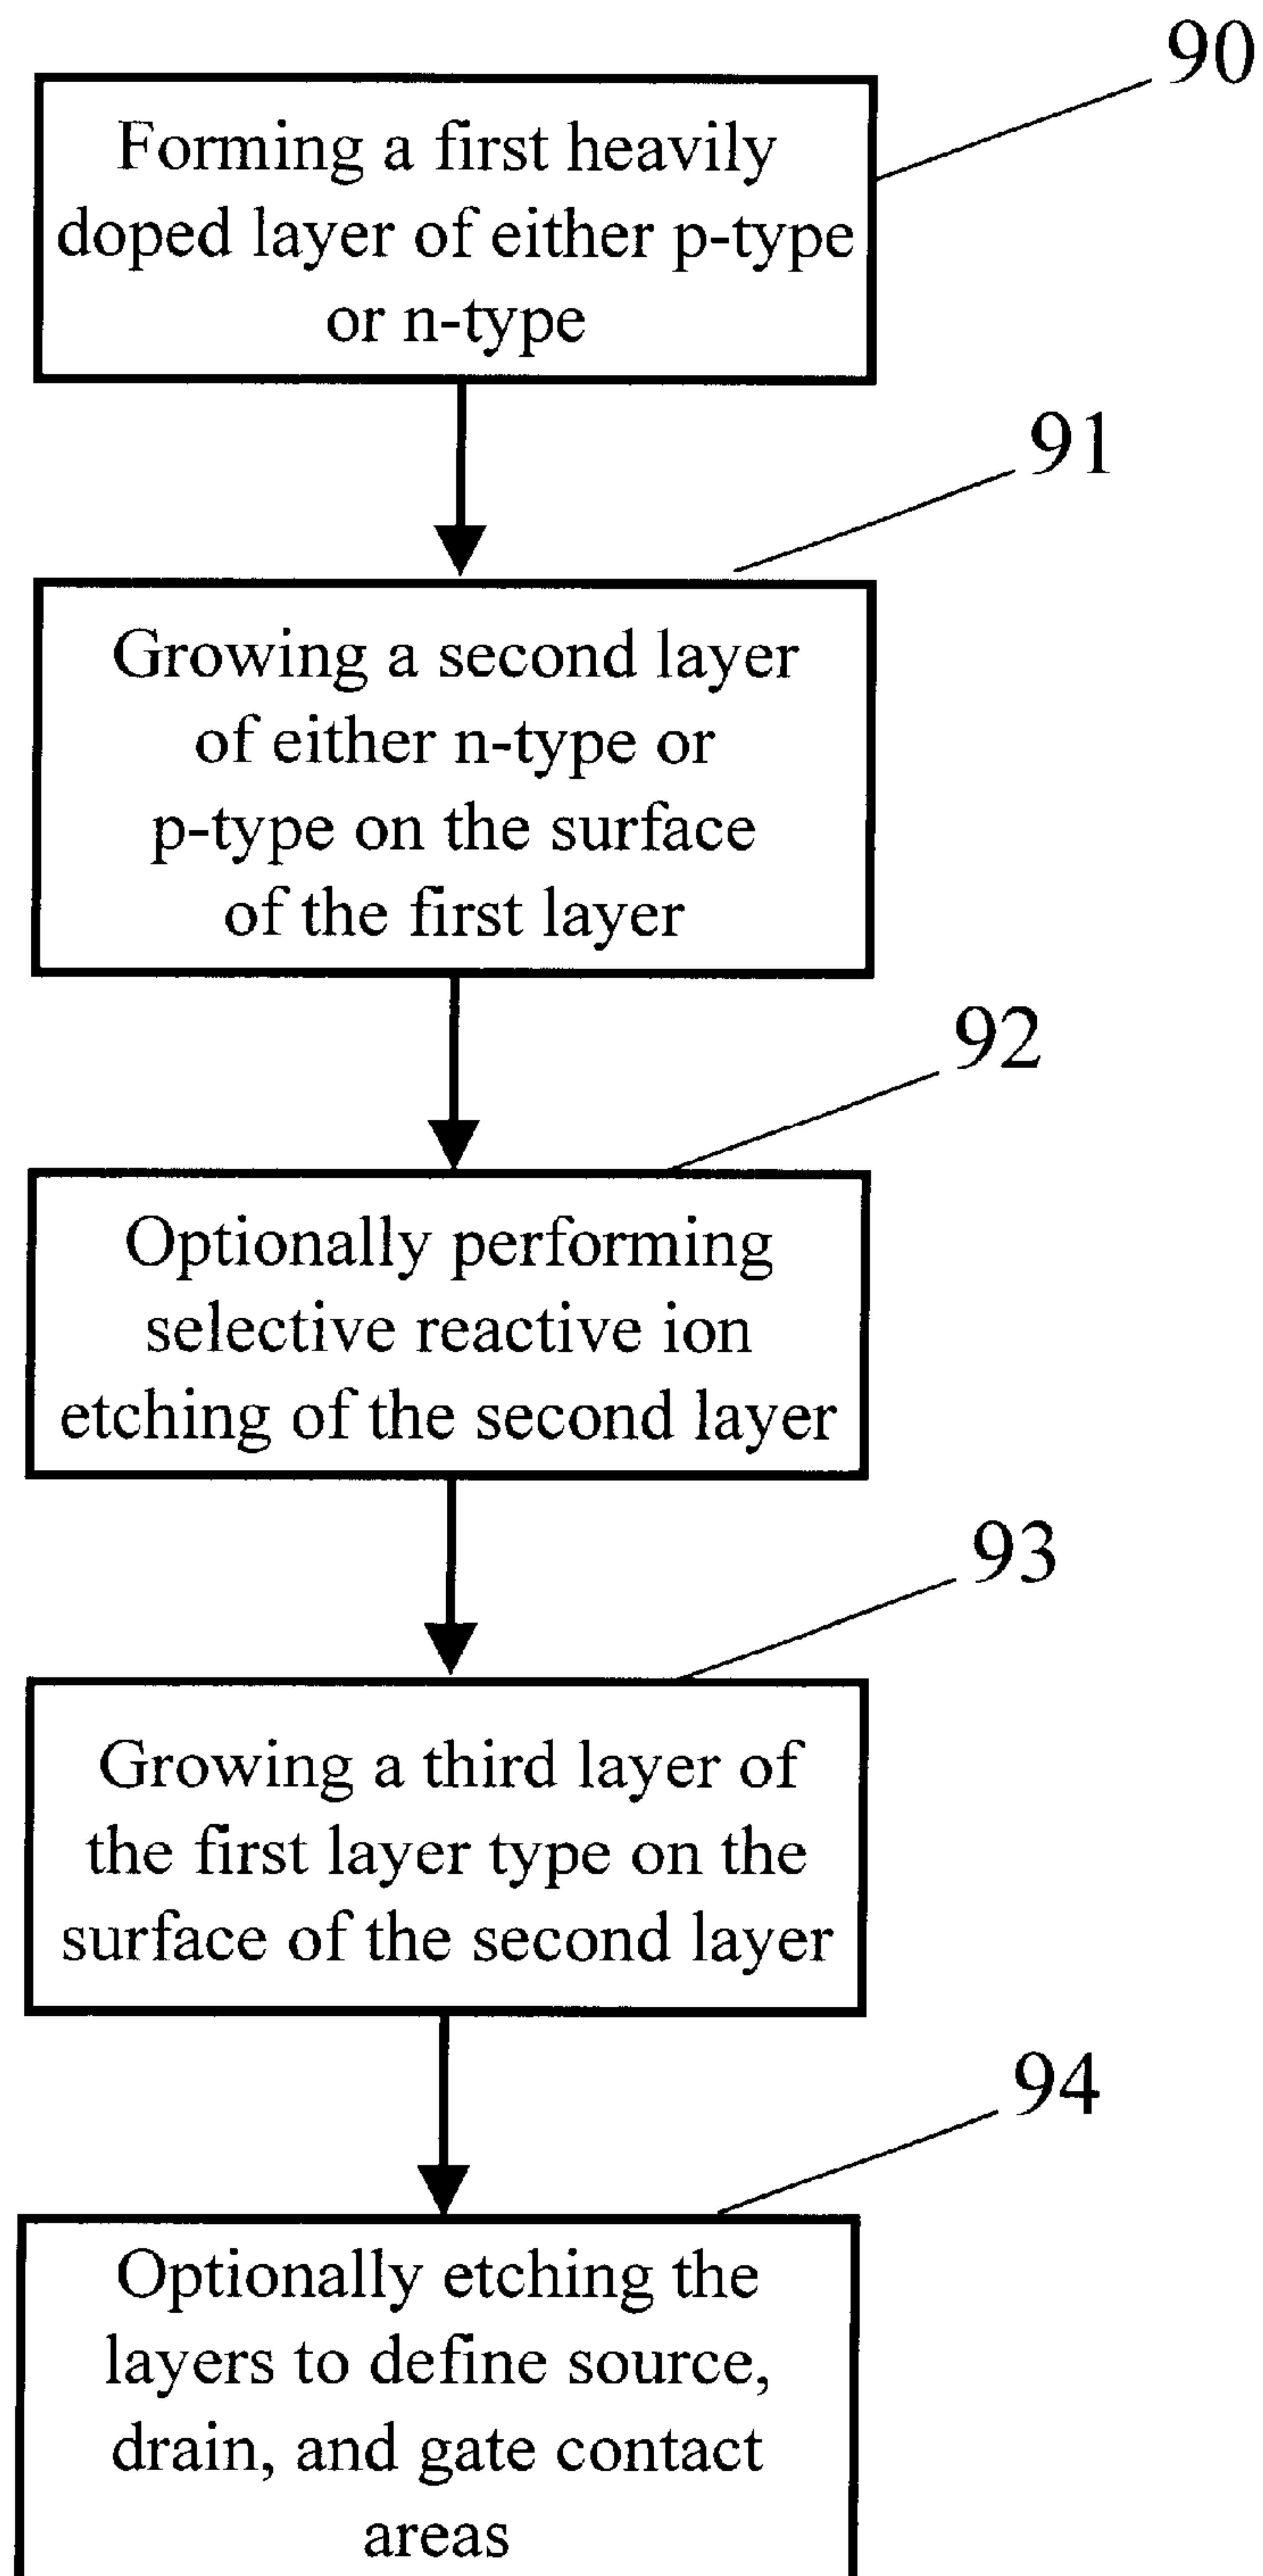 90
Forming a first heavily
doped layer of either p-type
or n-type
91
Growing a second layer
of either n-type or
p-type on the surface
of the first layer
92
Optionally performing
selective reactive ion
etching of the second layer
93
Growing a third layer of
the first layer type on the
surface of the second layer
94
Optionally etching the
layers to define source,
drain, and gate contact
areas